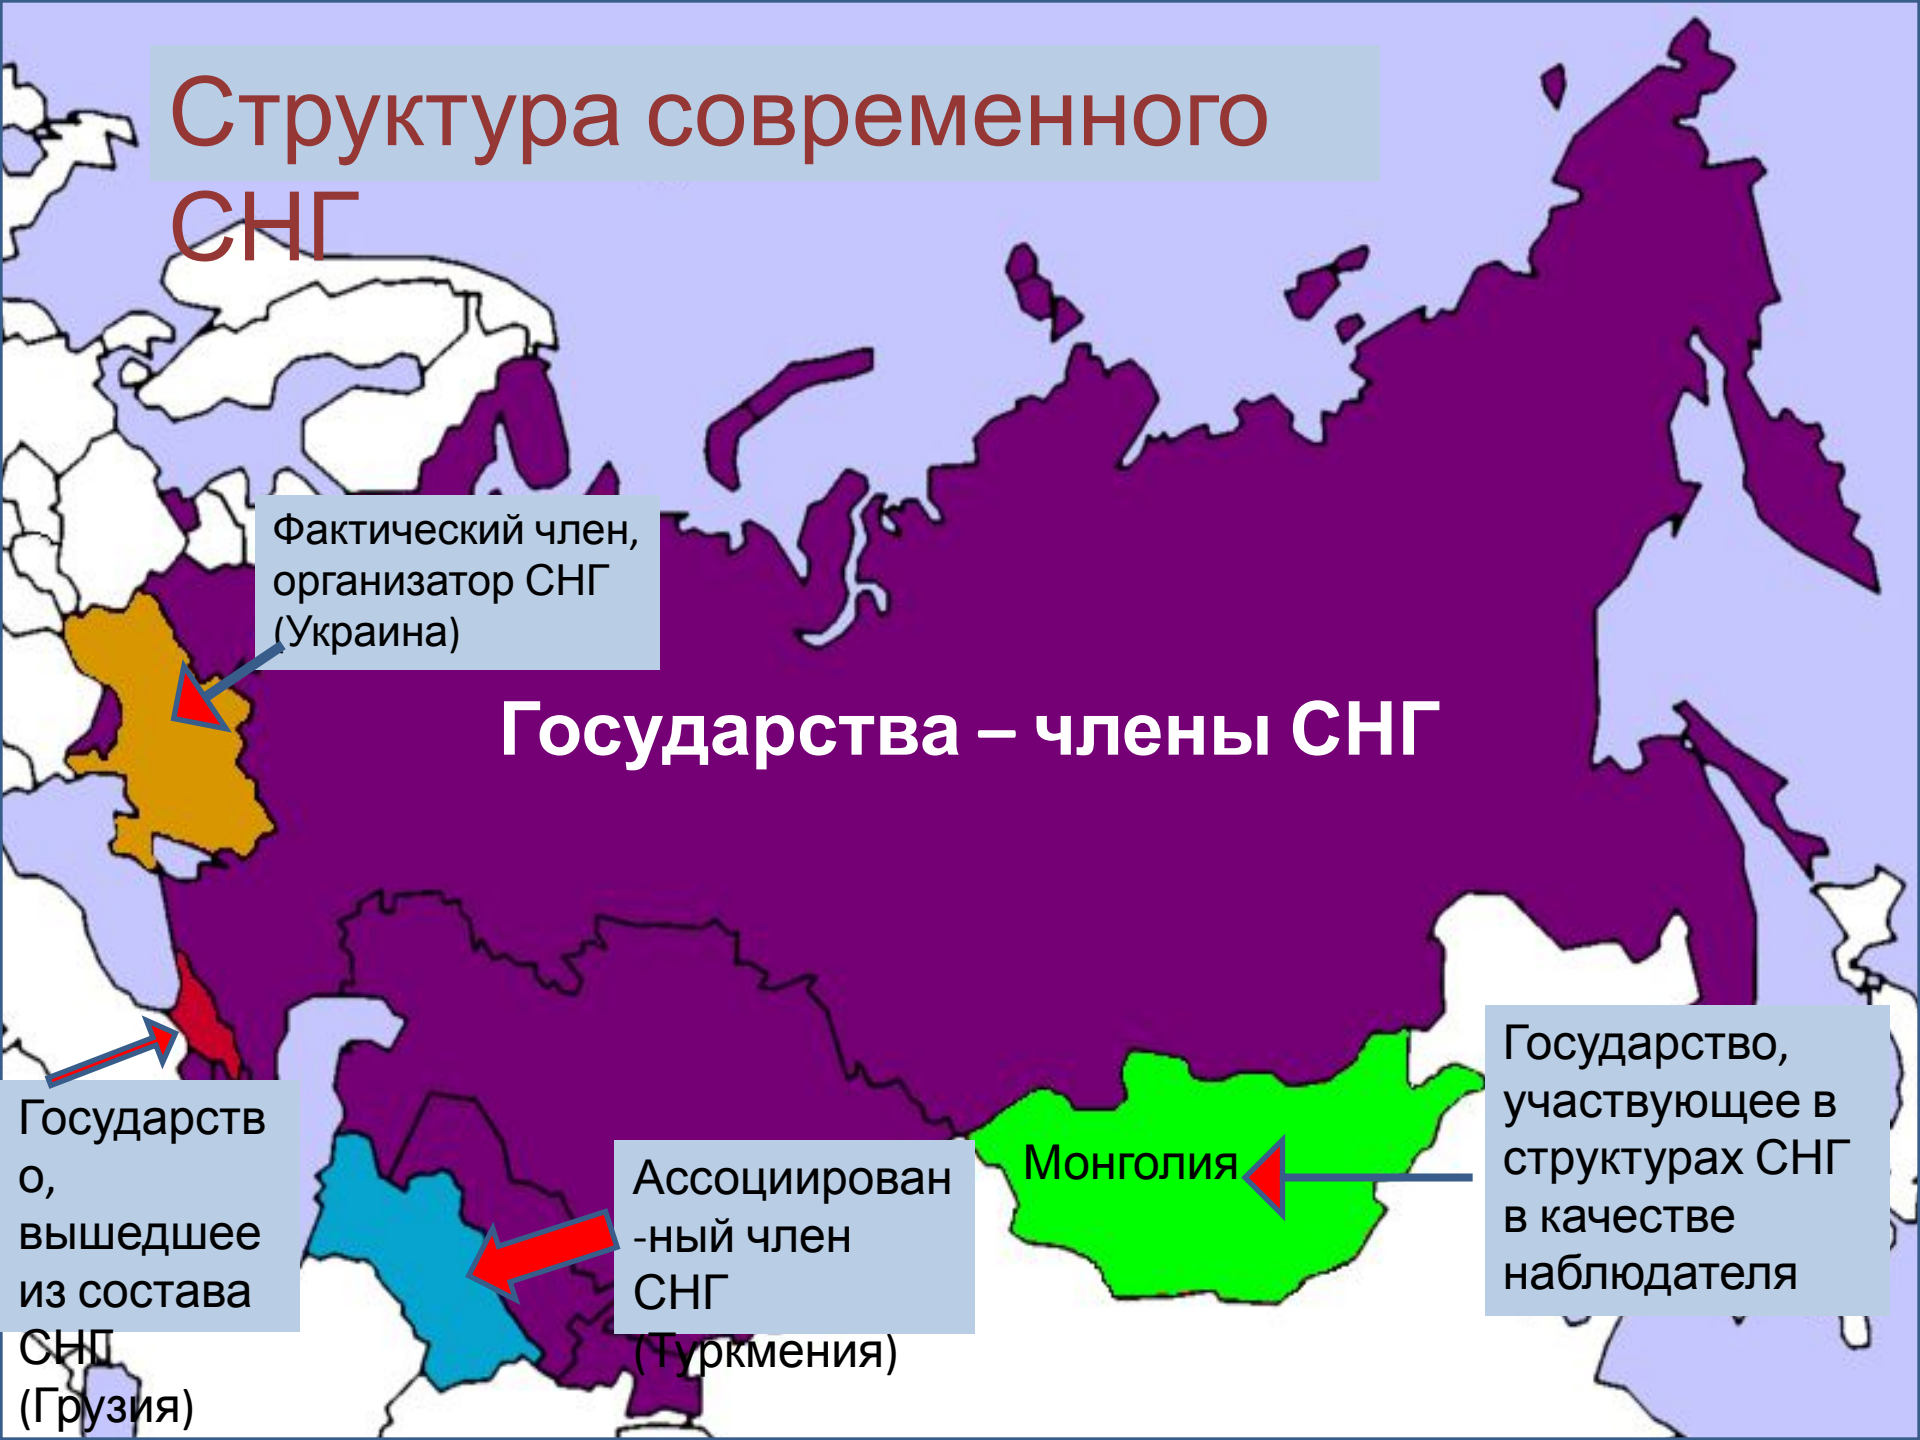 Структура современного
СНГ
Фактический член,
организатор СНГ
(Украина)
Государства – члены СНГ
Государств
о,
вышедшее
из состава
СНГ
(Грузия)
Ассоциирован
-ный член
СНГ
(Туркмения)
Монголия
Государство,
участвующее в
структурах СНГ
в качестве
наблюдателя